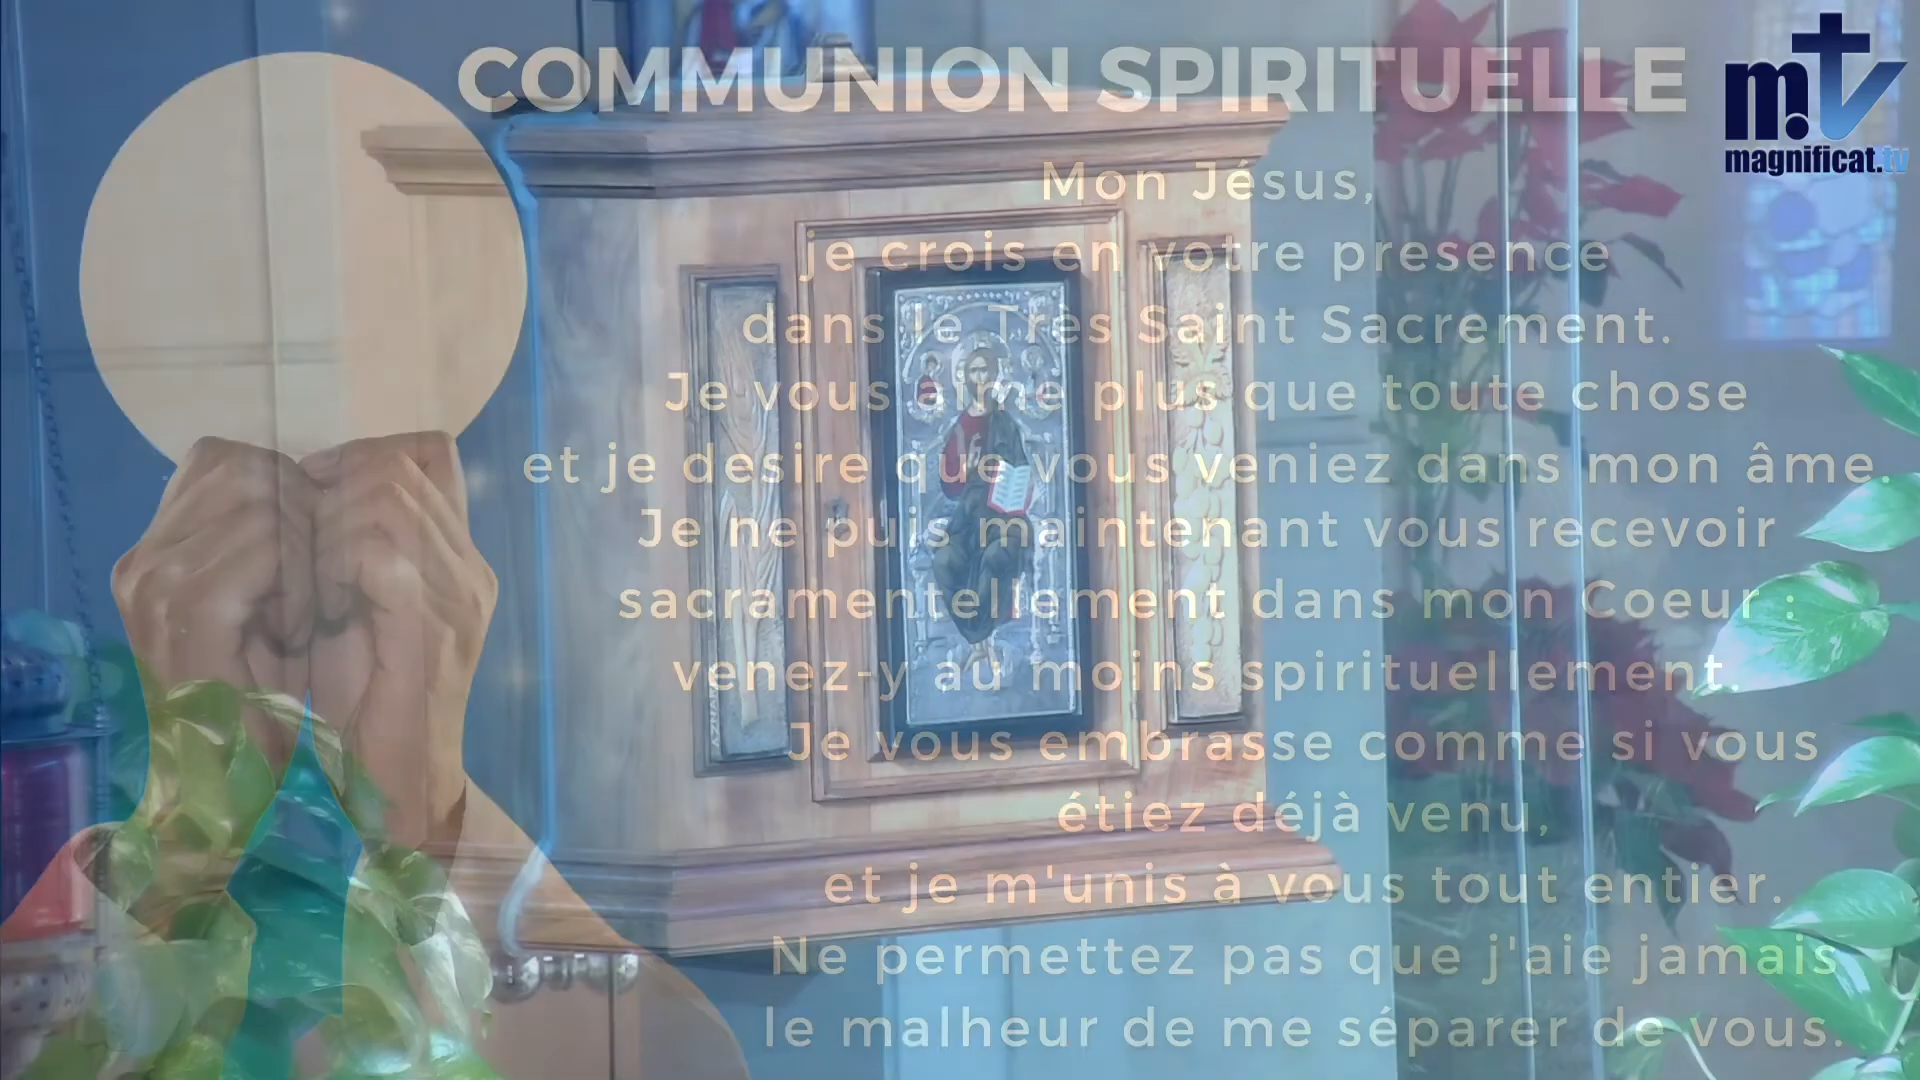 COMMUNION SPIRITUELLE
mtv
magnificat.tv
Mon Jésus,
je crois en votre presence
dans le Très Saint Sacrement.
Je vous aime plus que toute chose
et je desire que vous veniez dans mon âme.
Je ne puis maintenant vous recevoir
sacramentellement dans mon Coeur :
venez-y au moins spirituellement.
Je vous embrasse comme si vous
étiez déjà venu,
et je m'unis à vous tout entier.
Ne permettez pas que j'aie jamais
le malheur de me séparer de vous.